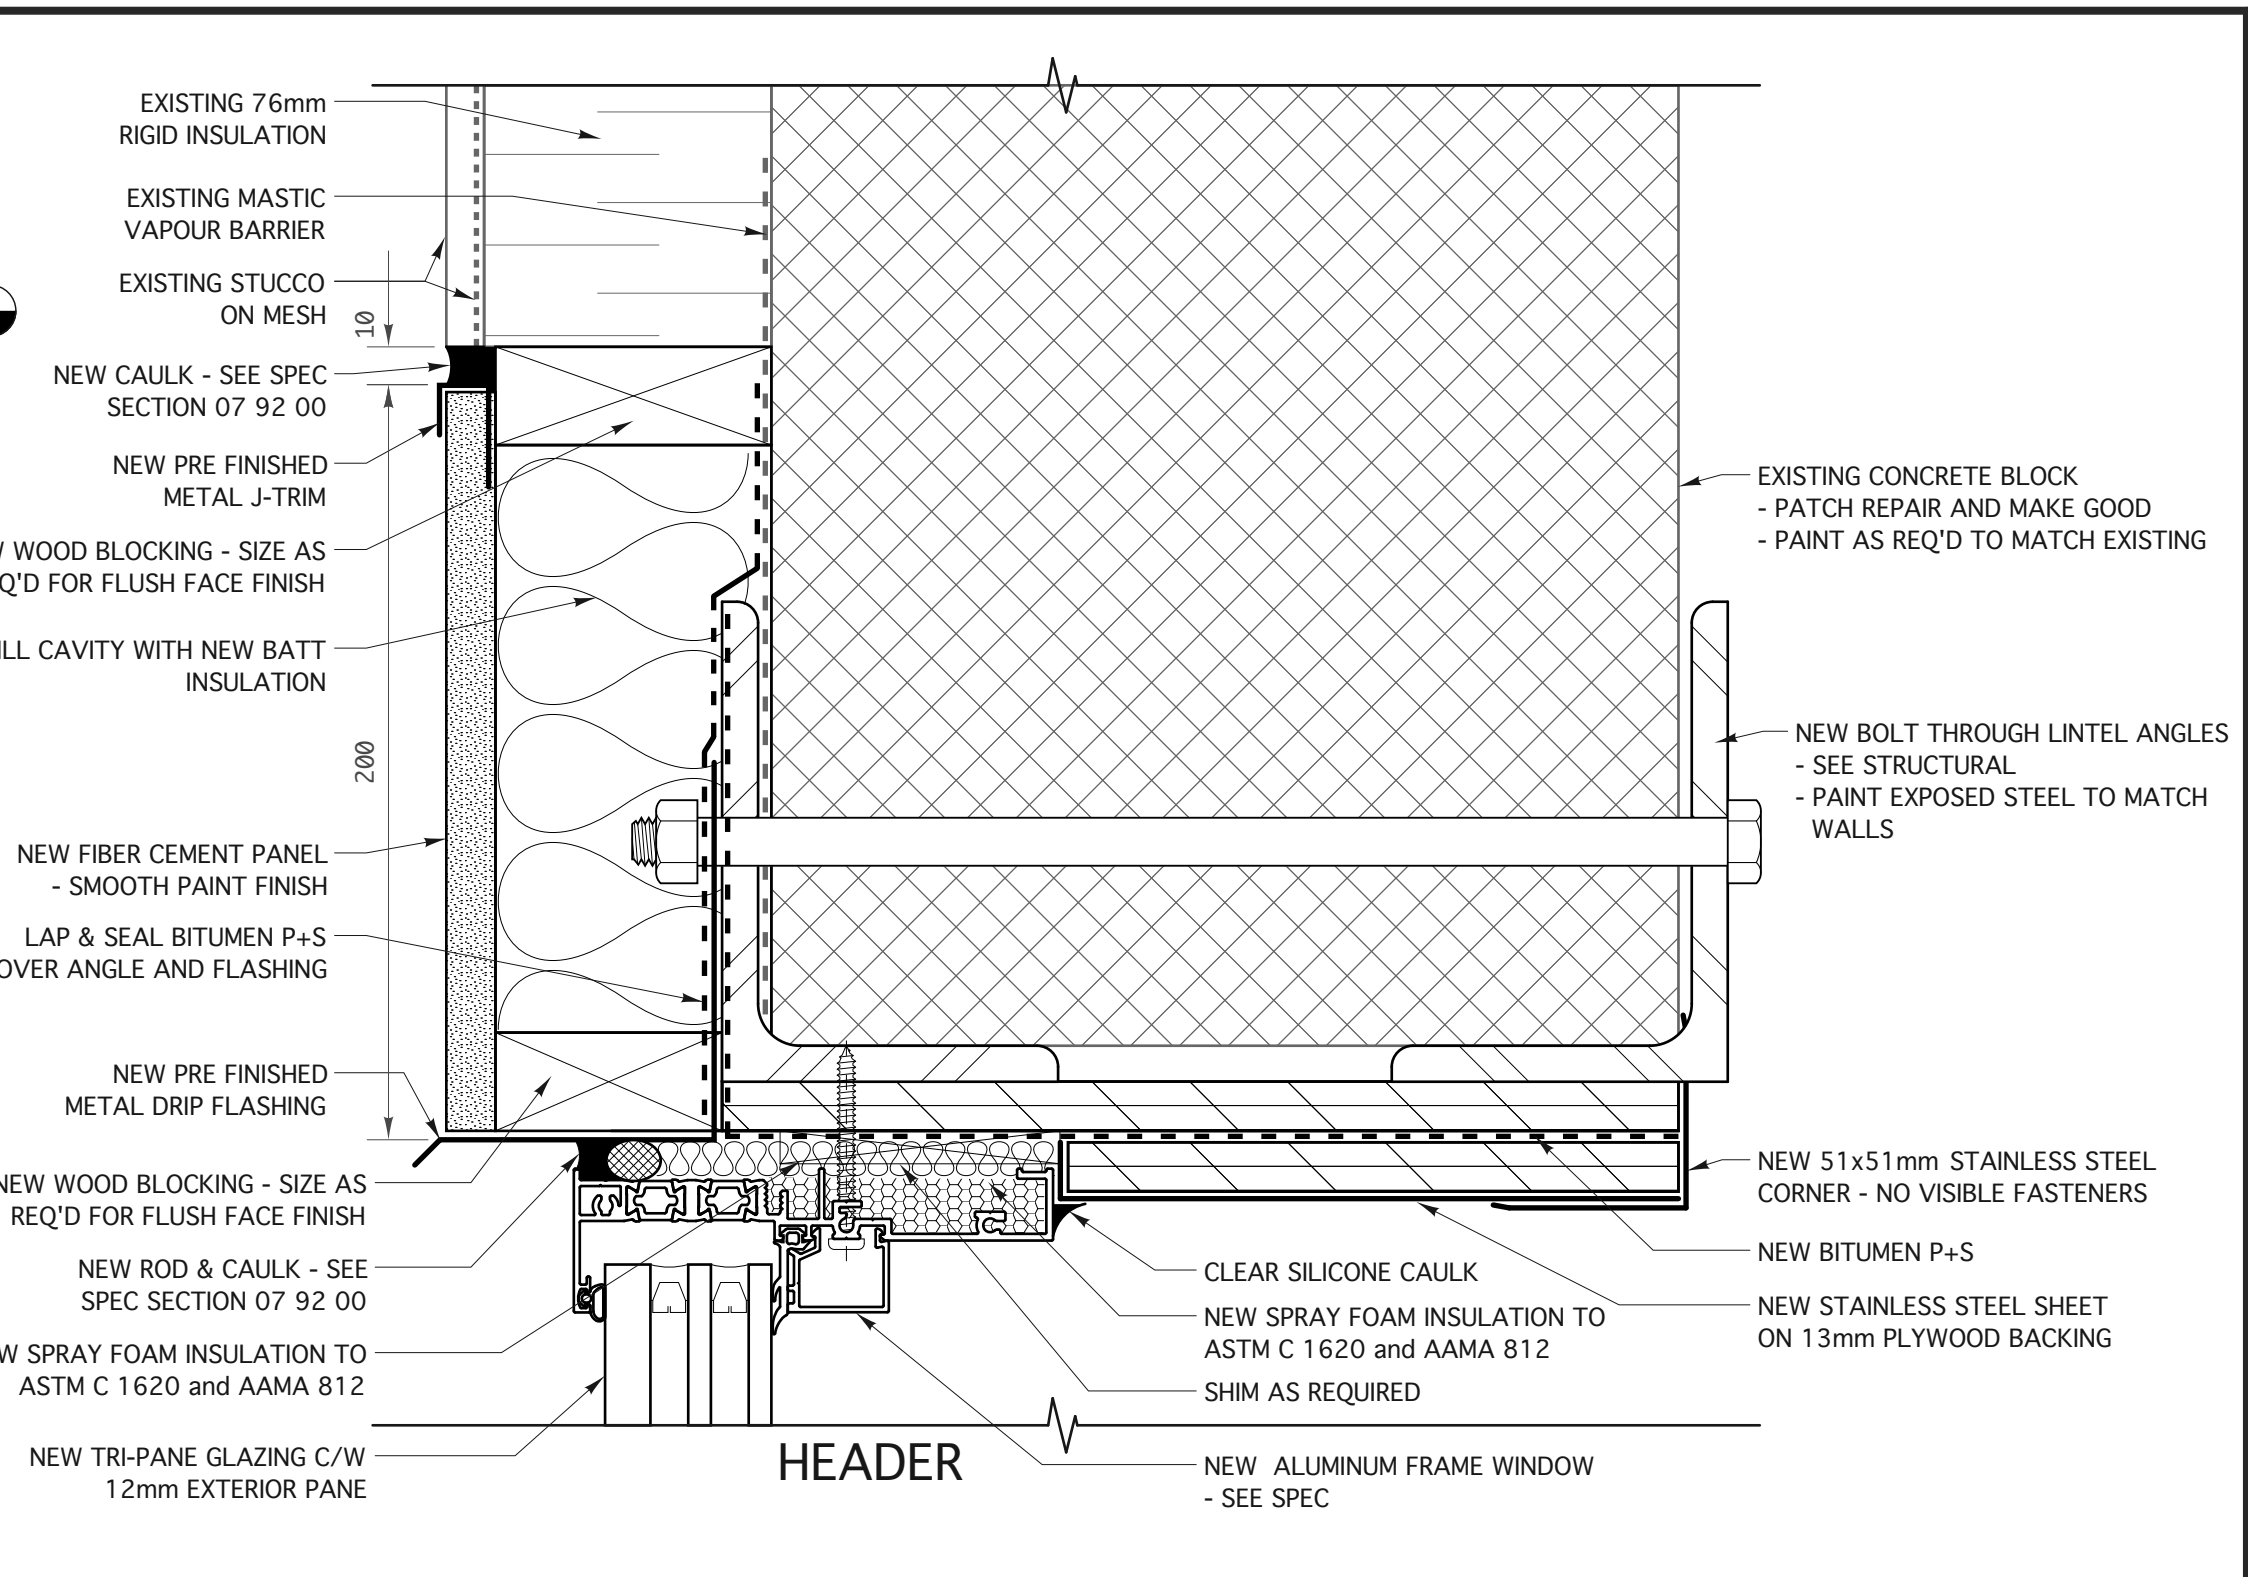 EXISTING 76mm
RIGID INSULATION
EXISTING MASTIC
VAPOUR BARRIER
EXISTING STUCCO
ON MESH
10
NEW CAULK - SEE SPEC
SECTION 07 92 00
NEW PRE FINISHED
METAL J-TRIM
WOOD BLOCKING - SIZE AS
FOR FLUSH FACE FINISH
CAVITY WITH NEW BATT
INSULATION
200
NEW FIBER CEMENT PANEL
- SMOOTH PAINT FINISH
LAP & SEAL BITUMEN P+S
OVER ANGLE AND FLASHING
NEW PRE FINISHED
METAL DRIP FLASHING
NEW WOOD BLOCKING - SIZE AS
REQ'D FOR FLUSH FACE FINISH
NEW ROD & CAULK - SEE
SPEC SECTION 07 92 00
SPRAY FOAM INSULATION TO
ASTM C 1620 and AAMA 812
NEW TRI-PANE GLAZING C/W
12mm EXTERIOR PANE
HEADER
CLEAR SILICONE CAULK
NEW SPRAY FOAM INSULATION TO
ASTM C 1620 and AAMA 812
SHIM AS REQUIRED
NEW ALUMINUM FRAME WINDOW
- SEE SPEC
EXISTING CONCRETE BLOCK
- PATCH REPAIR AND MAKE GOOD
- PAINT AS REQ'D TO MATCH EXISTING
NEW BOLT THROUGH LINTEL ANGLES
- SEE STRUCTURAL
- PAINT EXPOSED STEEL TO MATCH
WALLS
NEW 51x51mm STAINLESS STEEL
CORNER - NO VISIBLE FASTENERS
NEW BITUMEN P+S
NEW STAINLESS STEEL SHEET
ON 13mm PLYWOOD BACKING